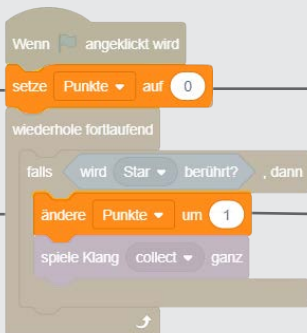 Wenn angeklickt wird
setze Punkte auf 0
wiederhole fortlaufend
falls wird Star berührt? , dann
ändere Punkte um 1
spiele Klang collect ganz